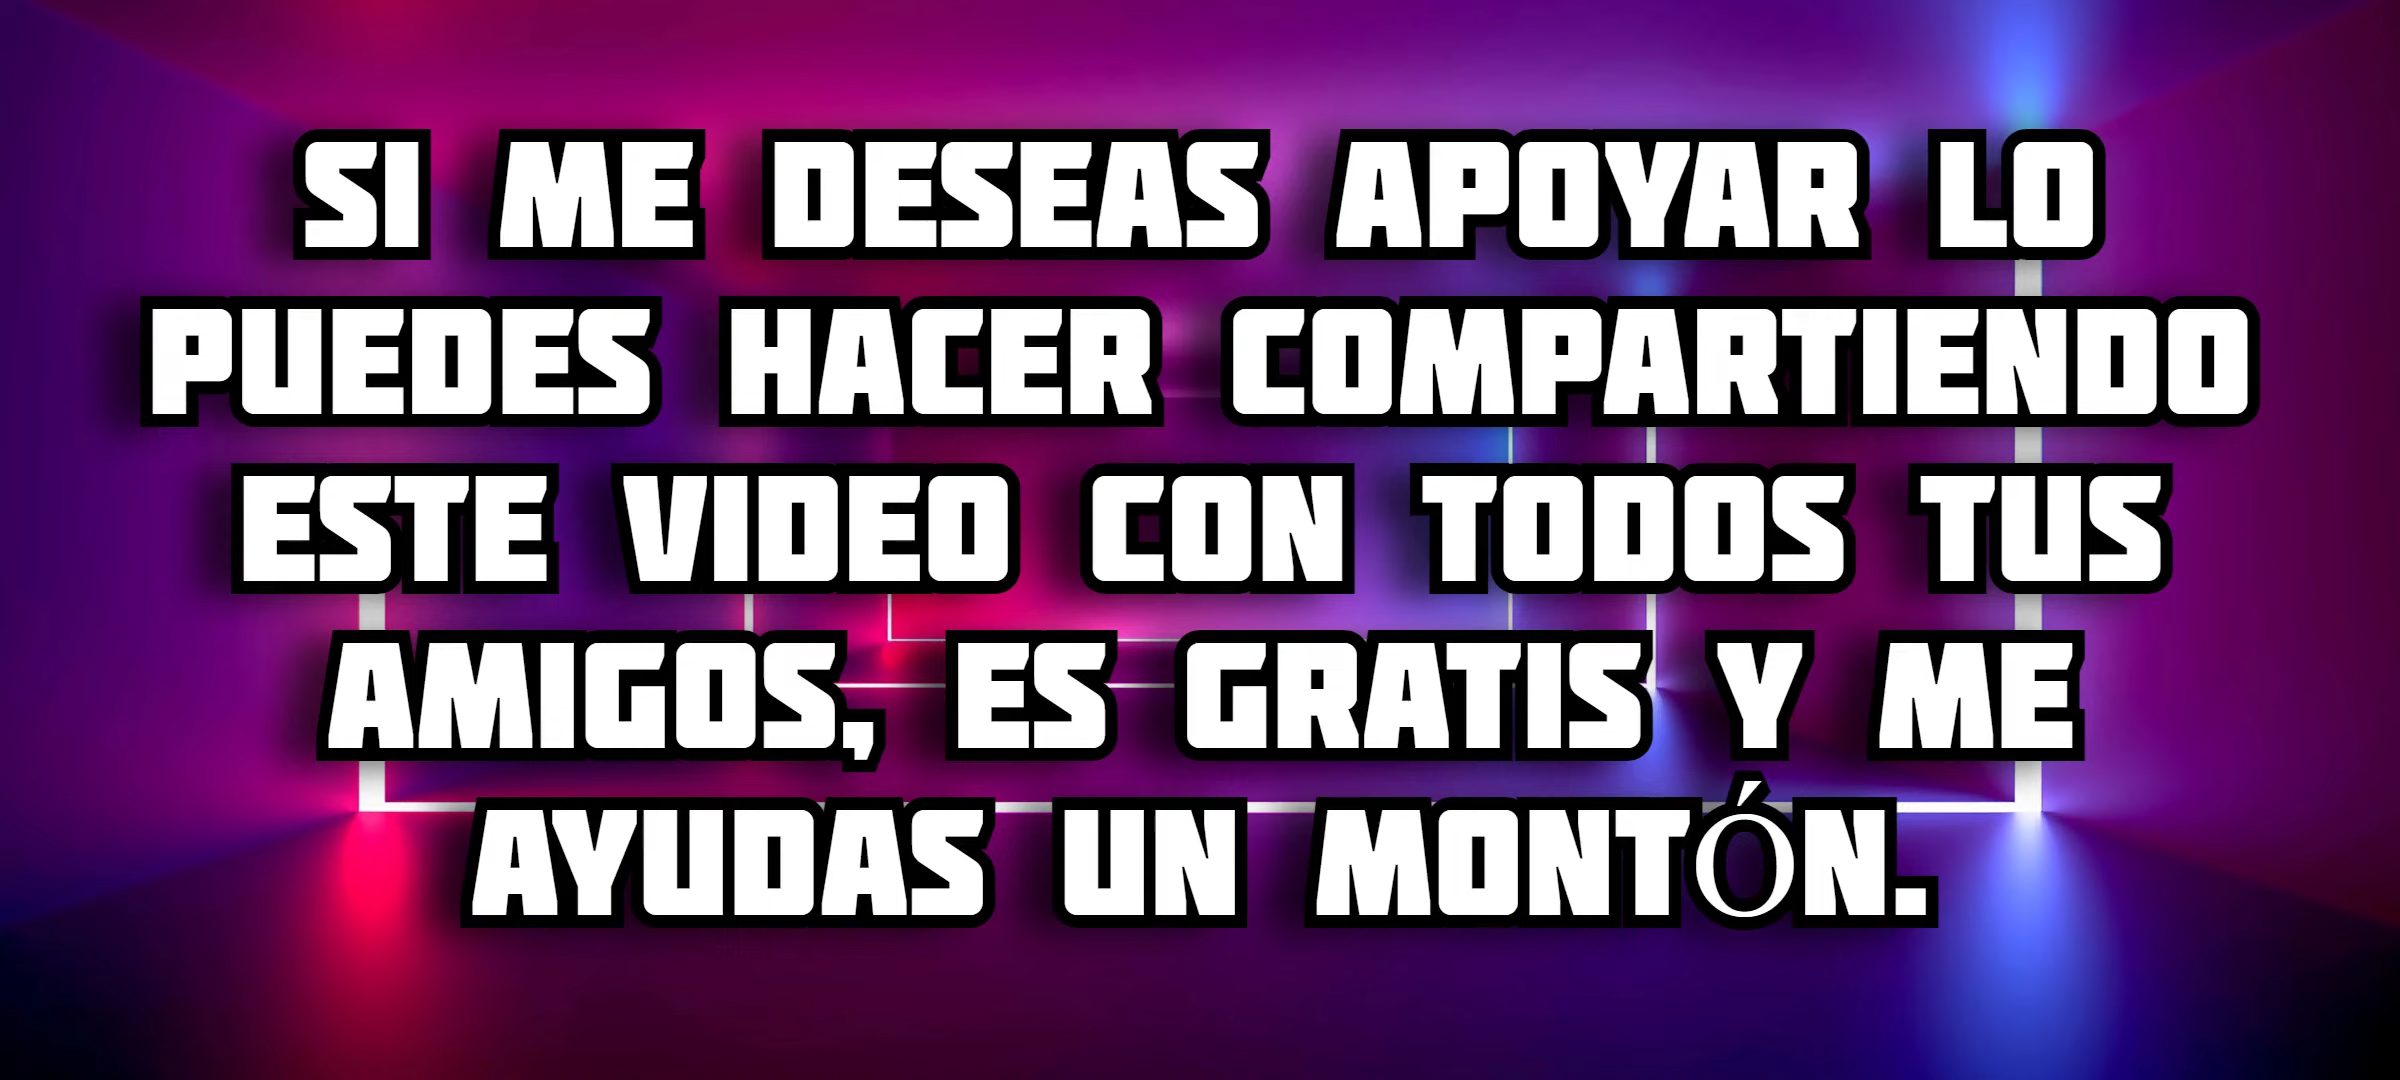 SI ME DESEAS APOYAR LO
PUEDES HACER COMPARTIENDO
ESTE VIDEO CON TODOS TUS
AMIGOS, ES GRATIS Y ME
AYUDAS UN MONTÓN.